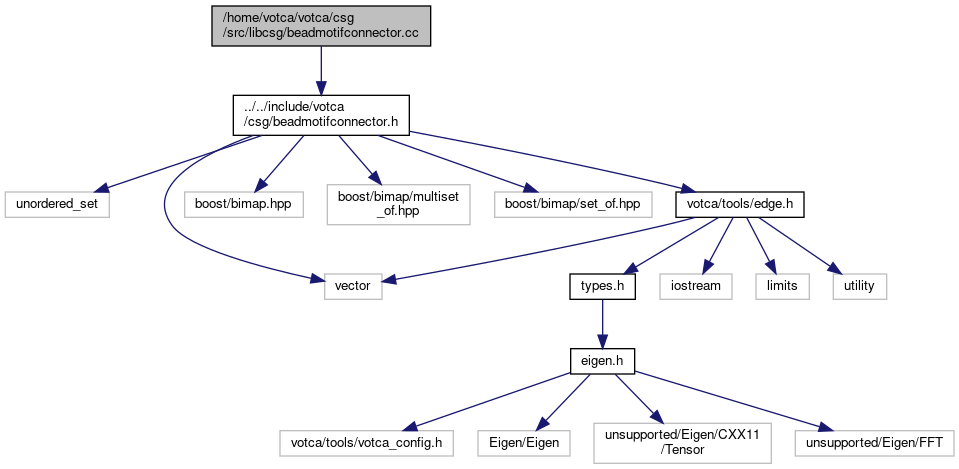 /home/votca/votca/csg
/src/libcsg/beadmotifconnector.cc
../../include/votca
/csg/beadmotifconnector.h
unordered_set
boost/bimap.hpp
boost/bimap/multiset
_of.hpp
boost/bimap/set_of.hpp
votca/tools/edge.h
vector
types.h
iostream
limits
utility
eigen.h
votca/tools/votca_config.h
Eigen/Eigen
unsupported/Eigen/CXX11
/Tensor
unsupported/Eigen/FFT